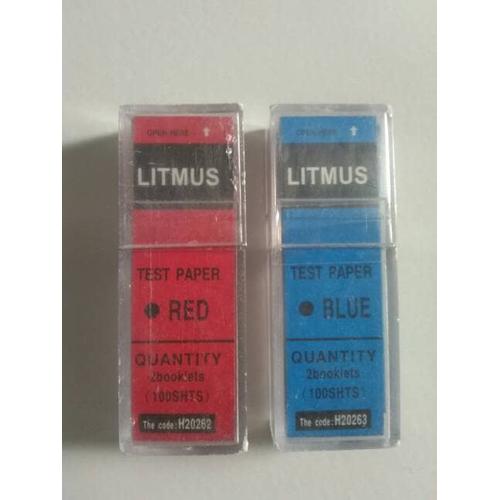 OPEN HERE
LITMUS
TEST PAPER
RED
QUANTITY
2booklets
(100SHTS)
The code:H20262
OPEN HERE
LITMUS
TEST PAPER
BLUE
QUANTITY
2booklets
(100SHTS)
The code:H20263